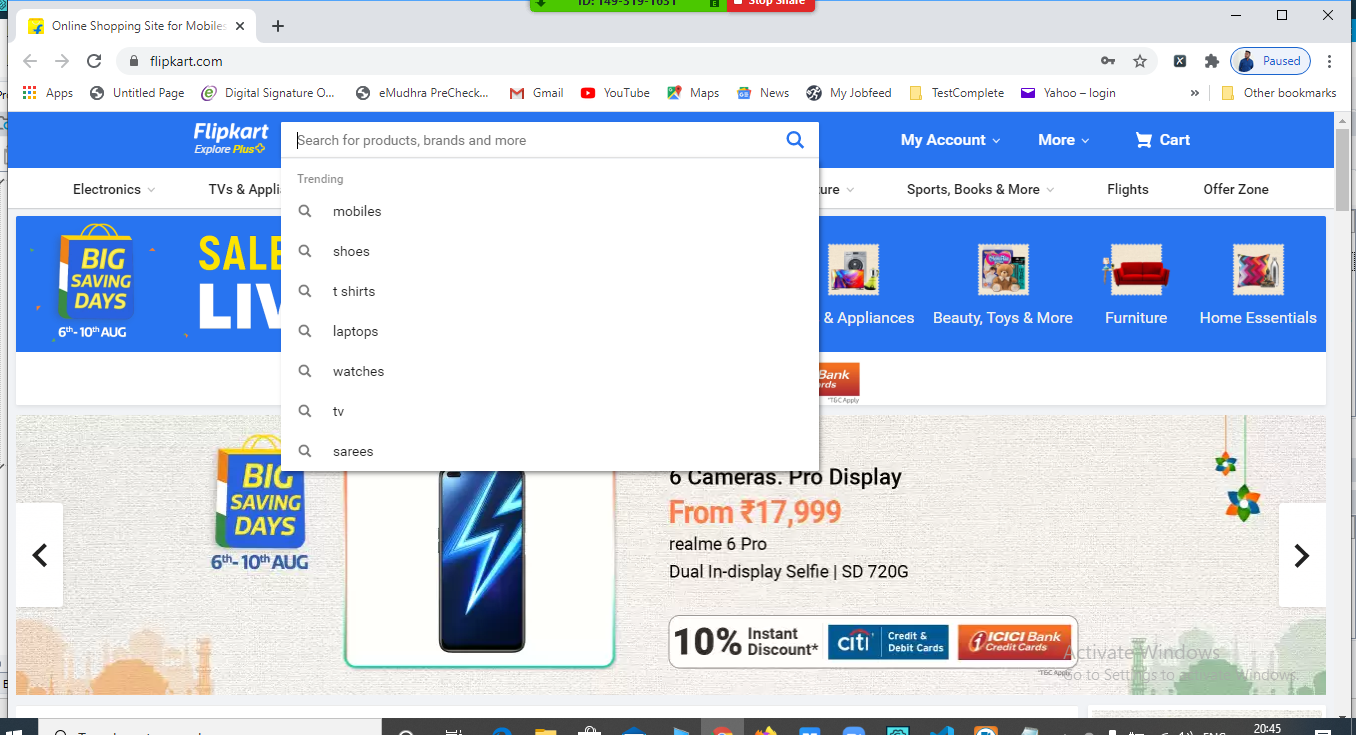 ID: 149-319-1631
Stop Share
Online Shopping Site for Mobiles
flipkart.com
Paused
Apps
Untitled Page
Digital Signature O...
eMudhra PreCheck...
Gmail
YouTube
Maps
News
My Jobfeed
TestComplete
Yahoo – login
»
Other bookmarks
Flipkart
Explore Plus
Search for products, brands and more
My Account
More
Cart
Electronics
TVs & Appli
ure
Sports, Books & More
Flights
Offer Zone
Trending
mobiles
shoes
t shirts
laptops
watches
tv
sarees
BIG
SAVING
DAYS
6th-10th AUG
SALE
LIV
& Appliances
Beauty, Toys & More
Furniture
Home Essentials
Bank
rds
*T&C Apply
BIG
SAVING
DAYS
6th-10th AUG
6 Cameras. Pro Display
From ₹17,999
realme 6 Pro
Dual In-display Selfie | SD 720G
10% Instant Discount*
citi
Credit & Debit Cards
ICICI Bank
Credit Cards
*T&C Apply
Activate Windows
Go to Settings to activate Windows.
ENG
20:45